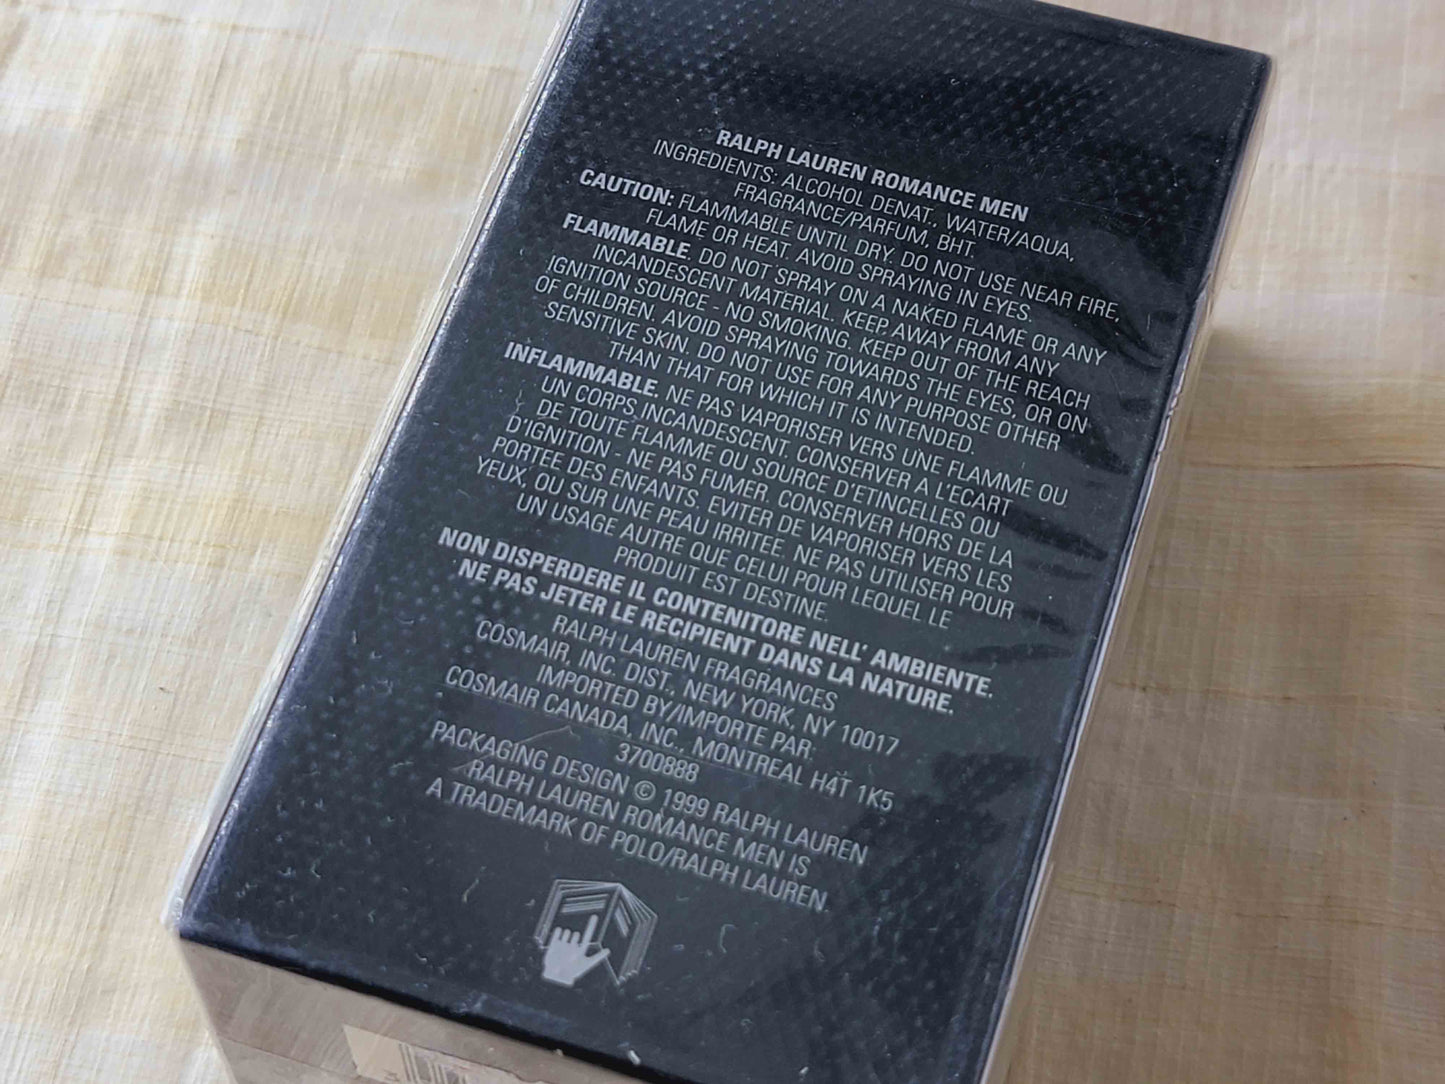 RALPH LAUREN ROMANCE MEN
INGREDIENTS: ALCOHOL DENAT., WATER/AQUA,
FRAGRANCE/PARFUM, BHT.
CAUTION: FLAMMABLE UNTIL DRY. DO NOT USE NEAR FIRE,
FLAME OR HEAT. AVOID SPRAYING IN EYES.
FLAMMABLE. DO NOT SPRAY ON A NAKED FLAME OR ANY
INCANDESCENT MATERIAL. KEEP AWAY FROM ANY
IGNITION SOURCE - NO SMOKING. KEEP OUT OF THE REACH
OF CHILDREN. AVOID SPRAYING TOWARDS THE EYES, OR ON
SENSITIVE SKIN. DO NOT USE FOR ANY PURPOSE OTHER
THAN THAT FOR WHICH IT IS INTENDED.
INFLAMMABLE. NE PAS VAPORISER VERS UNE FLAMME OU
UN CORPS INCANDESCENT. CONSERVER A L'ECART
DE TOUTE FLAMME OU SOURCE D'ETINCELLES OU
D'IGNITION - NE PAS FUMER. CONSERVER HORS DE LA
PORTEE DES ENFANTS. EVITER DE VAPORISER VERS LES
YEUX, OU SUR UNE PEAU IRRITEE. NE PAS UTILISER POUR
UN USAGE AUTRE QUE CELUI POUR LEQUEL LE
PRODUIT EST DESTINE.
NON DISPERDERE IL CONTENITORE NELL' AMBIENTE.
NE PAS JETER LE RECIPIENT DANS LA NATURE.
RALPH LAUREN FRAGRANCES
COSMAIR, INC. DIST., NEW YORK, NY 10017
IMPORTED BY/IMPORTE PAR:
COSMAIR CANADA, INC., MONTREAL H4T 1K5
3700888
PACKAGING DESIGN © 1999 RALPH LAUREN
RALPH LAUREN ROMANCE MEN IS
A TRADEMARK OF POLO/RALPH LAUREN.